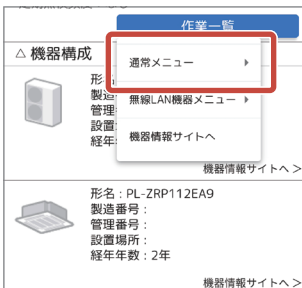 作業一覧
△ 機器構成
通常メニュー
無線LAN機器メニュー
機器情報サイトへ
形
製造
管理
設置
経年
機器情報サイトへ >
形名 : PL-ZRP112EA9
製造番号 :
管理番号 :
設置場所 :
経年年数 : 2年
機器情報サイトへ >